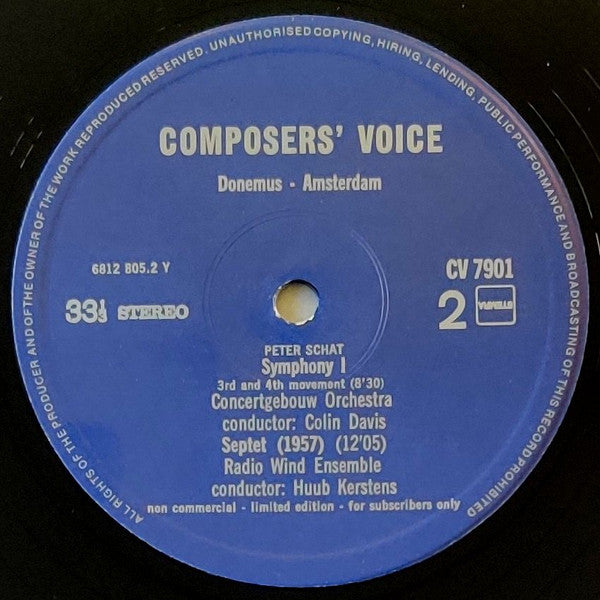 ALL RIGHTS OF THE PRODUCER AND OF THE OWNER OF THE WORK REPRODUCED RESERVED. UNAUTHORISED COPYING, HIRING, LENDING, PUBLIC PERFORMANCE AND BROADCASTING OF THIS RECORD PROHIBITED
COMPOSERS' VOICE
Donemus - Amsterdam
6812 805.2 Y
CV 7901
33⅓ STEREO
2 STEMRA
PETER SCHAT
Symphony I
3rd and 4th movement (8'30)
Concertgebouw Orchestra
conductor: Colin Davis
Septet (1957) (12'05)
Radio Wind Ensemble
conductor: Huub Kerstens
non commercial - limited edition - for subscribers only